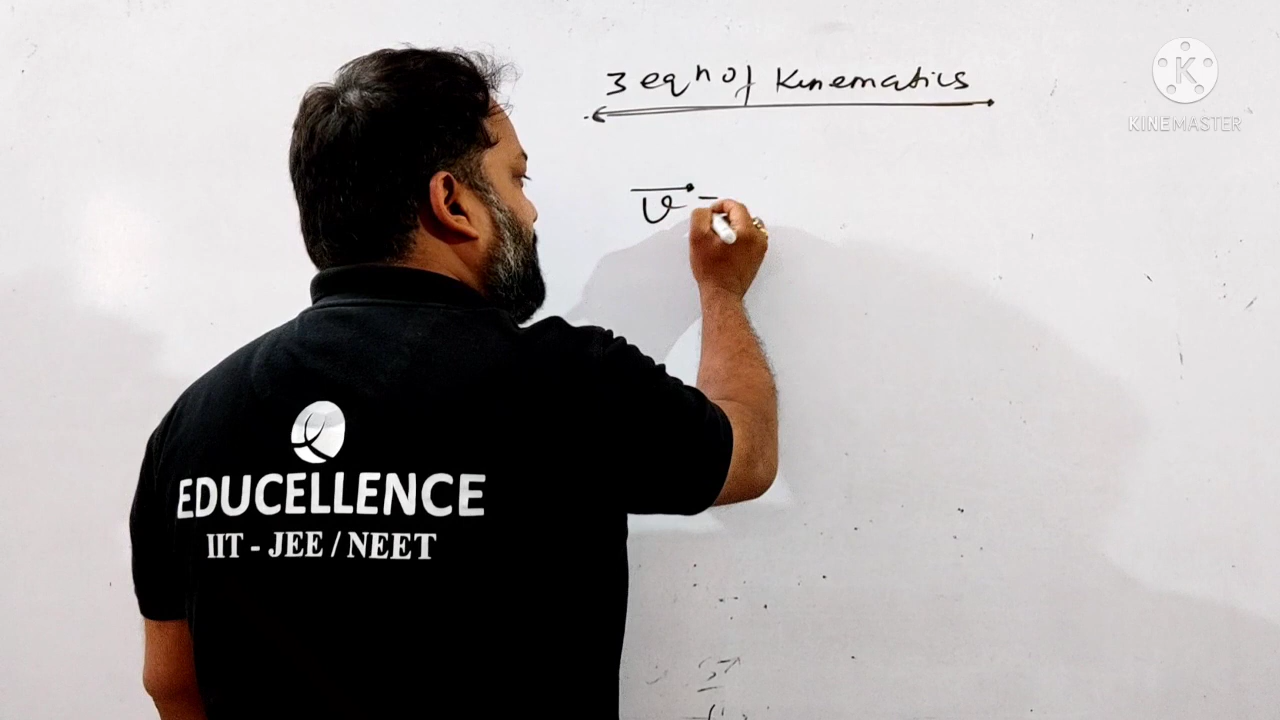 3 eqn of Kinematics
v =
K
KINEMASTER
EDUCELLENCE
IIT - JEE / NEET